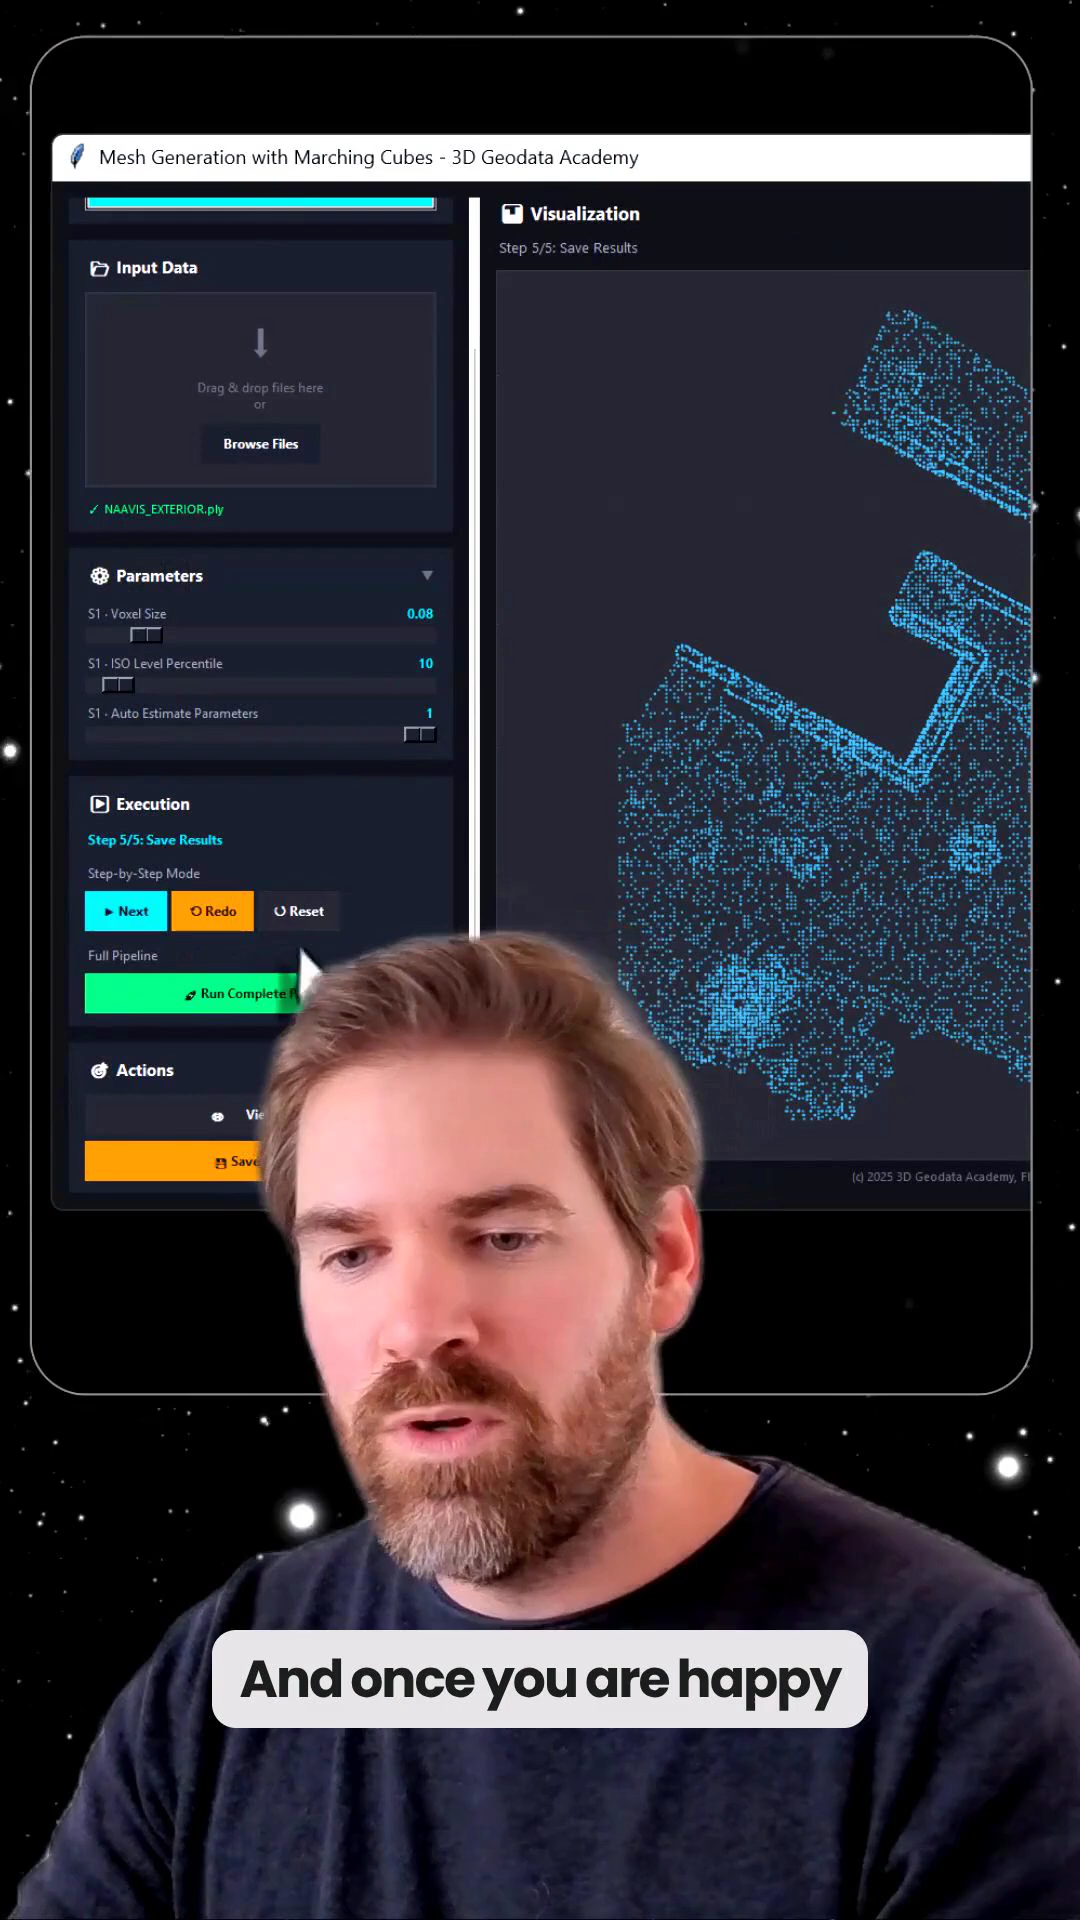 Mesh Generation with Marching Cubes - 3D Geodata Academy
Input Data
Drag & drop files here
or
Browse Files
✓ NAAVIS_EXTERIOR.ply
Parameters
S1 · Voxel Size 0.08
S1 · ISO Level Percentile 10
S1 · Auto Estimate Parameters 1
Execution
Step 5/5: Save Results
Step-by-Step Mode
Next Redo Reset
Full Pipeline
Run Complete
Actions
Save
Visualization
Step 5/5: Save Results
(c) 2025 3D Geodata Academy,
And once you are happy